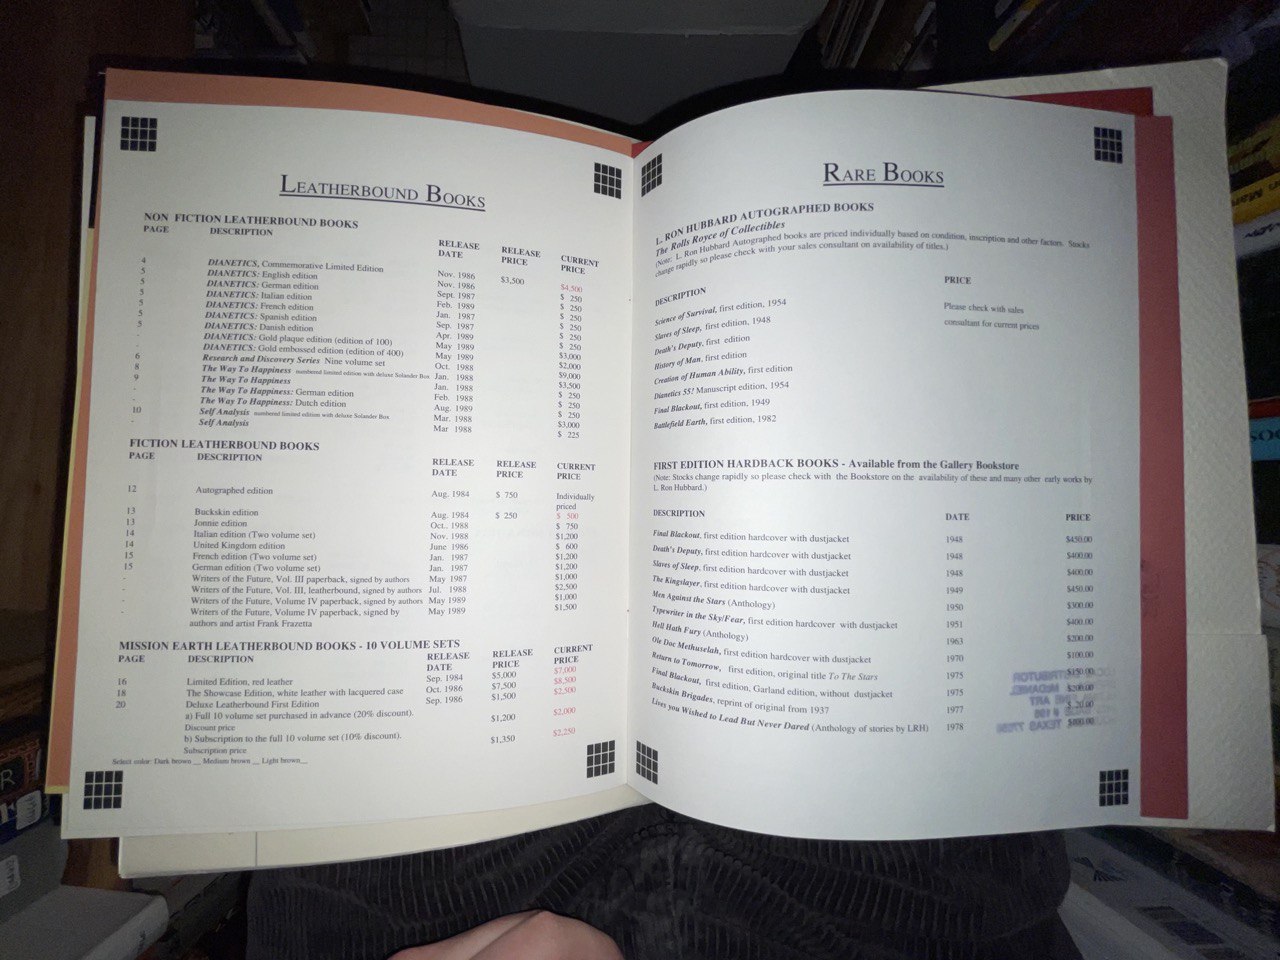 LEATHERBOUND BOOKS
NON FICTION LEATHERBOUND BOOKS
PAGE DESCRIPTION RELEASE DATE RELEASE PRICE CURRENT PRICE
4 DIANETICS, Commemorative Limited Edition Nov. 1986 $3,500 $4,500
5 DIANETICS: English edition Nov. 1986 $ 250
5 DIANETICS: German edition Sept. 1987 $ 250
5 DIANETICS: Italian edition Feb. 1989 $ 250
5 DIANETICS: French edition Jan. 1987 $ 250
5 DIANETICS: Spanish edition Sep. 1987 $ 250
5 DIANETICS: Danish edition Apr. 1989 $ 250
- DIANETICS: Gold plaque edition (edition of 100) May 1989 $3,000
- DIANETICS: Gold embossed edition (edition of 400) May 1989 $2,000
6 Research and Discovery Series Nine volume set Oct. 1988 $9,000
8 The Way To Happiness numbered limited edition with deluxe Solander Box Jan. 1988 $3,500
9 The Way To Happiness Jan. 1988 $ 250
- The Way To Happiness: German edition Feb. 1988 $ 250
- The Way To Happiness: Dutch edition Aug. 1989 $ 250
10 Self Analysis numbered limited edition with deluxe Solander Box Mar. 1988 $3,000
- Self Analysis Mar 1988 $ 225
FICTION LEATHERBOUND BOOKS
PAGE DESCRIPTION RELEASE DATE RELEASE PRICE CURRENT PRICE
12 Autographed edition Aug. 1984 $ 750 Individually priced
13 Buckskin edition Aug. 1984 $ 250 $ 500
13 Jonnie edition Oct.. 1988 $ 750
14 Italian edition (Two volume set) Nov. 1988 $1,200
14 United Kingdom edition June 1986 $ 600
15 French edition (Two volume set) Jan. 1987 $1,200
15 German edition (Two volume set) Jan. 1987 $1,200
- Writers of the Future, Vol. III paperback, signed by authors May 1987 $1,000
- Writers of the Future, Vol. III, leatherbound, signed by authors Jul. 1988 $2,500
- Writers of the Future, Volume IV paperback, signed by authors May 1989 $1,000
- Writers of the Future, Volume IV paperback, signed by May 1989 $1,500
authors and artist Frank Frazetta
MISSION EARTH LEATHERBOUND BOOKS - 10 VOLUME SETS
PAGE DESCRIPTION RELEASE DATE RELEASE PRICE CURRENT PRICE
16 Limited Edition, red leather Sep. 1984 $5,000 $7,000
18 The Showcase Edition, white leather with lacquered case Oct. 1986 $7,500 $8,500
20 Deluxe Leatherbound First Edition Sep. 1986 $1,500 $2,500
a) Full 10 volume set purchased in advance (20% discount).
Discount price $1,200 $2,000
b) Subscription to the full 10 volume set (10% discount).
Subscription price $1,350 $2,250
Select color: Dark brown __ Medium brown __ Light brown__
RARE BOOKS
L. RON HUBBARD AUTOGRAPHED BOOKS
The Rolls Royce of Collectibles
(Note: L. Ron Hubbard Autographed books are priced individually based on condition, inscription and other factors. Stocks
change rapidly so please check with your sales consultant on availability of titles.)
DESCRIPTION PRICE
Science of Survival, first edition, 1954 Please check with sales
Slaves of Sleep, first edition, 1948 consultant for current prices
Death's Deputy, first edition
History of Man, first edition
Creation of Human Ability, first edition
Dianetics 55! Manuscript edition, 1954
Final Blackout, first edition, 1949
Battlefield Earth, first edition, 1982
FIRST EDITION HARDBACK BOOKS - Available from the Gallery Bookstore
(Note: Stocks change rapidly so please check with the Bookstore on the availability of these and many other early works by
L. Ron Hubbard.)
DESCRIPTION DATE PRICE
Final Blackout, first edition hardcover with dustjacket 1948 $450.00
Death's Deputy, first edition hardcover with dustjacket 1948 $400.00
Slaves of Sleep, first edition hardcover with dustjacket 1948 $400.00
The Kingslayer, first edition hardcover with dustjacket 1949 $450.00
Men Against the Stars (Anthology) 1950 $300.00
Typewriter in the Sky/Fear, first edition hardcover with dustjacket 1951 $400.00
Hell Hath Fury (Anthology) 1963 $200.00
Ole Doc Methuselah, first edition hardcover with dustjacket 1970 $100.00
Return to Tomorrow, first edition, original title To The Stars 1975 $150.00
Final Blackout, first edition, Garland edition, without dustjacket 1975 $200.00
Buckskin Brigades, reprint of original from 1937 1977 $ 20.00
Lives you Wished to Lead But Never Dared (Anthology of stories by LRH) 1978